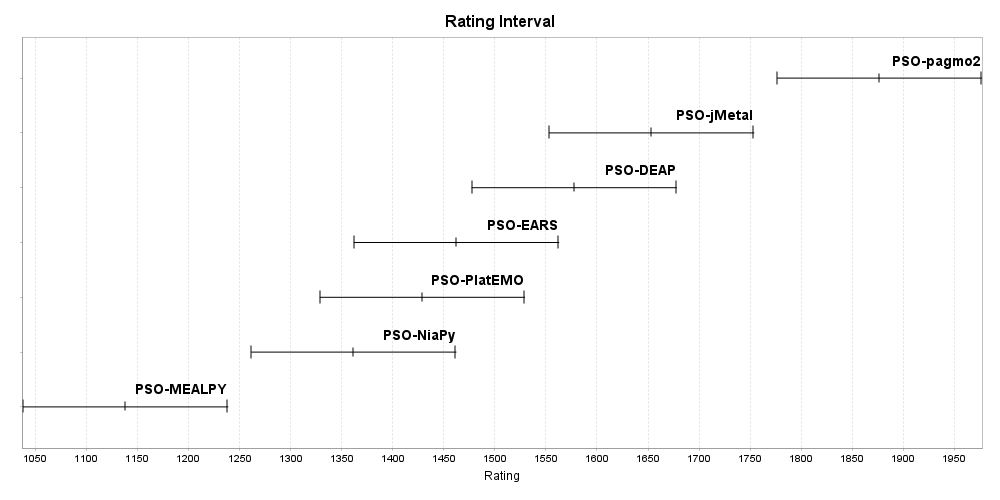 Rating Interval
PSO-pagmo2
PSO-jMetal
PSO-DEAP
PSO-EARS
PSO-PlatEMO
PSO-NiaPy
PSO-MEALPY
1050 1100 1150 1200 1250 1300 1350 1400 1450 1500 1550 1600 1650 1700 1750 1800 1850 1900 1950
Rating